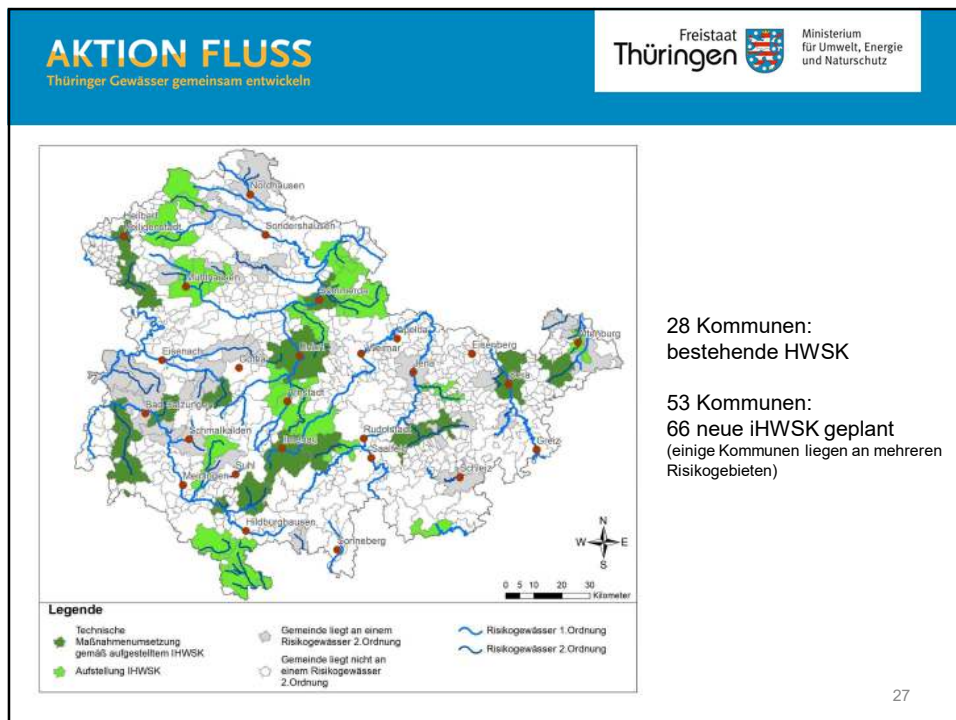 AKTION FLUSS
Thüringer Gewässer gemeinsam entwickeln
Freistaat
Thüringen
Ministerium
für Umwelt, Energie
und Naturschutz
Nordhausen
Heilbad
Heiligenstadt
Sondershausen
Mühlhausen
Sömmerda
Apolda
Altenburg
Eisenach
Gotha
Erfurt
Weimar
Jena
Eisenberg
Gera
Bad Salzungen
Arnstadt
Schmalkalden
Ilmenau
Rudolstadt
Saalfeld
Greiz
Suhl
Meiningen
Schleiz
Hildburghausen
Sonneberg
N
W
E
S
0 5 10 20 30
Kilometer
28 Kommunen:
bestehende HWSK
53 Kommunen:
66 neue iHWSK geplant
(einige Kommunen liegen an mehreren
Risikogebieten)
Legende
Technische
Maßnahmenumsetzung
gemäß aufgestelltem IHWSK
Aufstellung IHWSK
Gemeinde liegt an einem
Risikogewässer 2.Ordnung
Gemeinde liegt nicht an
einem Risikogewässer
2.Ordnung
Risikogewässer 1.Ordnung
Risikogewässer 2.Ordnung
27